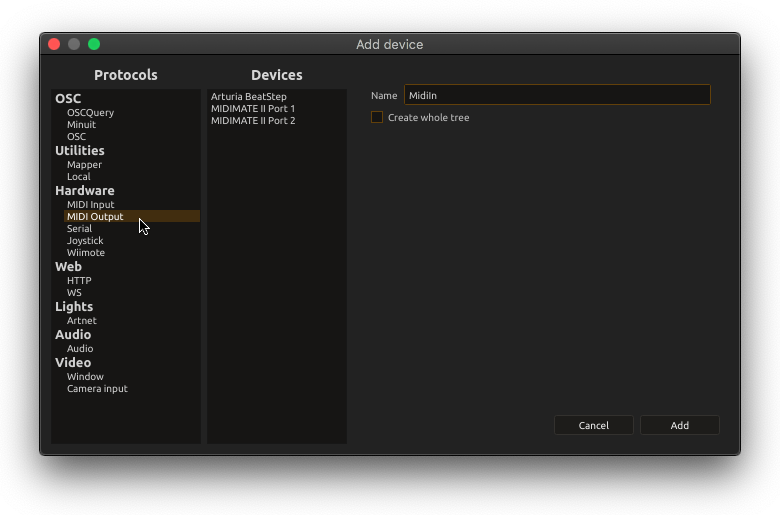 Add device
Protocols
OSC
OSCQuery
Minuit
OSC
Utilities
Mapper
Local
Hardware
MIDI Input
MIDI Output
Serial
Joystick
Wiimote
Web
HTTP
WS
Lights
Artnet
Audio
Audio
Video
Window
Camera input
Devices
Arturia BeatStep
MIDIMATE II Port 1
MIDIMATE II Port 2
Name MidiIn
Create whole tree
Cancel Add